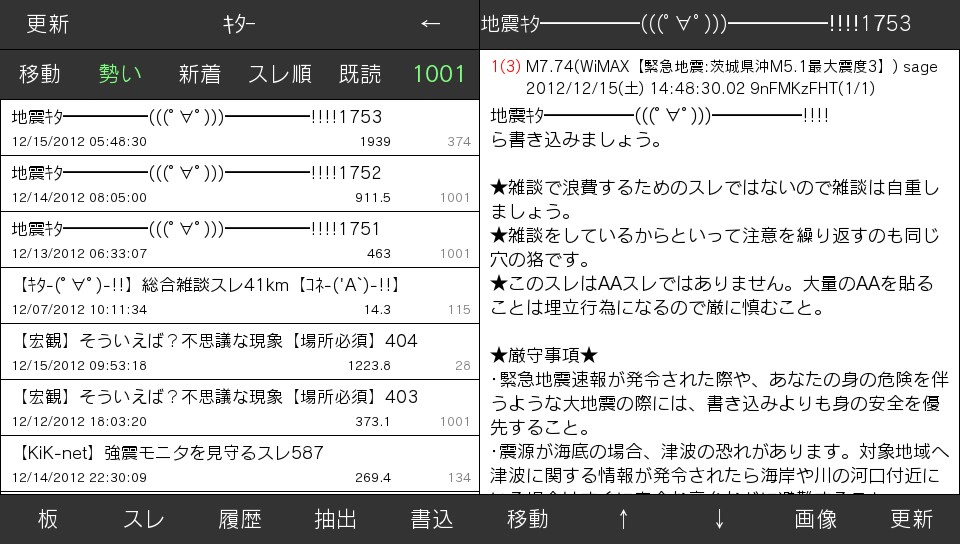 更新 ｷﾀｰ ←
移動 勢い 新着 スレ順 既読 1001
地震ｷﾀ━━━━━(((ﾟ∀ﾟ)))━━━━━!!!!1753
12/15/2012 05:48:30 1939 374
地震ｷﾀ━━━━━(((ﾟ∀ﾟ)))━━━━━!!!!1752
12/14/2012 08:05:00 911.5 1001
地震ｷﾀ━━━━━(((ﾟ∀ﾟ)))━━━━━!!!!1751
12/13/2012 06:33:07 463 1001
【ｷﾀ-(ﾟ∀ﾟ)-!!】総合雑談スレ41km【ｺﾈ-('A`)-!!】
12/07/2012 10:11:34 14.3 115
【宏観】そういえば？不思議な現象【場所必須】404
12/15/2012 09:53:18 1223.8 28
【宏観】そういえば？不思議な現象【場所必須】403
12/12/2012 18:03:20 373.1 1001
【KiK-net】強震モニタを見守るスレ587
12/14/2012 22:30:09 269.4 134
地震ｷﾀ━━━━━(((ﾟ∀ﾟ)))━━━━━!!!!1753
1(3) M7.74(WiMAX【緊急地震:茨城県沖M5.1最大震度3】) sage
2012/12/15(土) 14:48:30.02 9nFMKzFHT(1/1)
地震ｷﾀ━━━━━(((ﾟ∀ﾟ)))━━━━━!!!!
ら書き込みましょう。
★雑談で浪費するためのスレではないので雑談は自重し
ましょう。
★雑談をしているからといって注意を繰り返すのも同じ
穴の狢です。
★このスレはAAスレではありません。大量のAAを貼る
ことは埋立行為になるので厳に慎むこと。
★厳守事項★
･緊急地震速報が発令された際や、あなたの身の危険を伴
うような大地震の際には、書き込みよりも身の安全を優
先すること。
･震源が海底の場合、津波の恐れがあります。対象地域へ
津波に関する情報が発令されたら海岸や川の河口付近に
板 スレ 履歴 抽出 書込 移動 ↑ ↓ 画像 更新